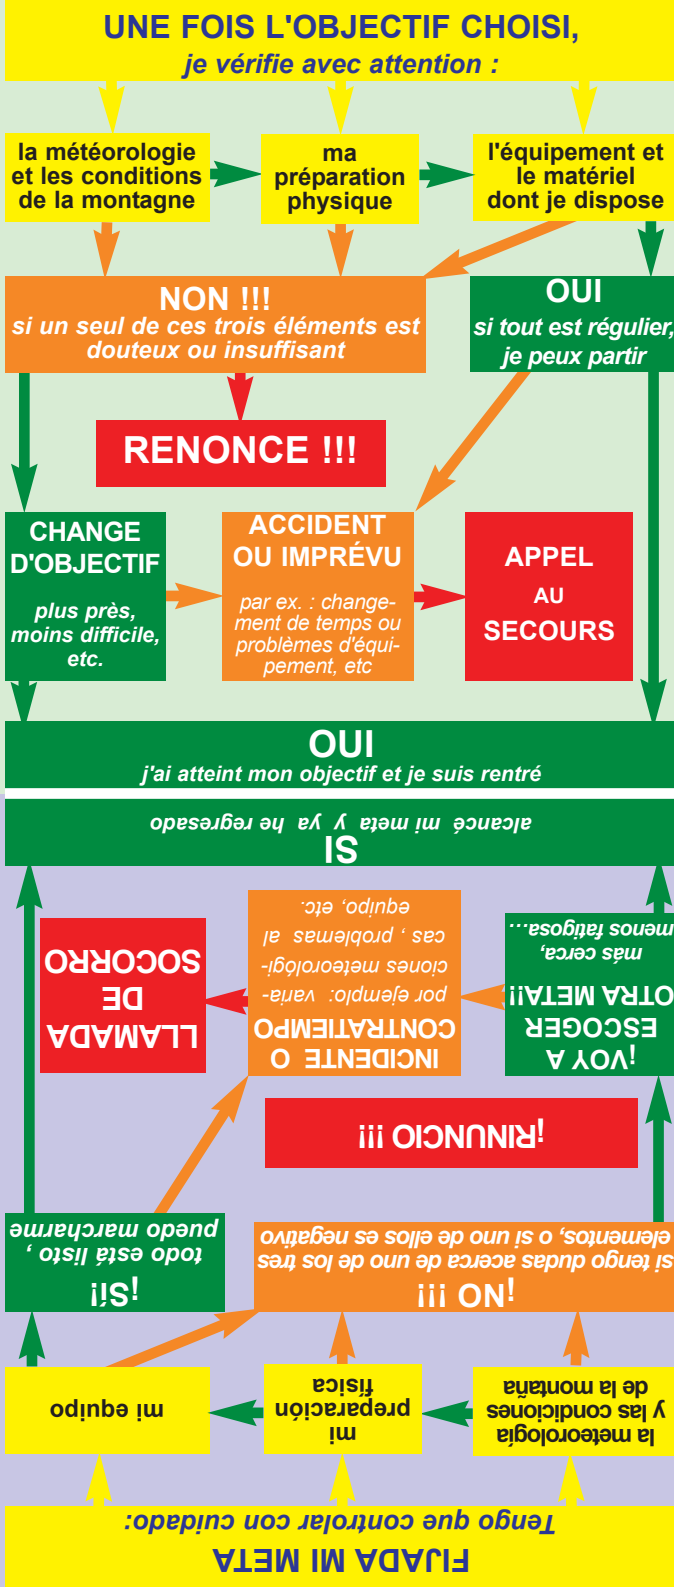 UNE FOIS L'OBJECTIF CHOISI,
je vérifie avec attention :
la météorologie
et les conditions
de la montagne
ma
préparation
physique
l'équipement et
le matériel
dont je dispose
NON !!!
si un seul de ces trois éléments est
douteux ou insuffisant
OUI
si tout est régulier,
je peux partir
RENONCE !!!
CHANGE
D'OBJECTIF
plus près,
moins difficile,
etc.
ACCIDENT
OU IMPRÉVU
par ex. : change-
ment de temps ou
problèmes d'équi-
pement, etc
APPEL
AU
SECOURS
OUI
j'ai atteint mon objectif et je suis rentré
FIJADA MI META
Tengo que controlar con cuidado:
la meteorología
y las condiciones
de la montaña
mi
preparación
física
mi equipo
¡NO !!!
si tengo dudas acerca de uno de los tres
elementos, o si uno de ellos es negativo
¡Sí!
todo está listo ,
puedo marcharme
¡RINUNCIO !!!
¡VOY A
ESCOGER
OTRA META!!
más cerca,
menos fatigosa...
INCIDENTE O
CONTRATIEMPO
por ejemplo: varia-
ciones meteorológi-
cas , problemas al
equipo, etc.
LLAMADA
DE
SOCORRO
SI
alcancé mi meta y ya he regresado